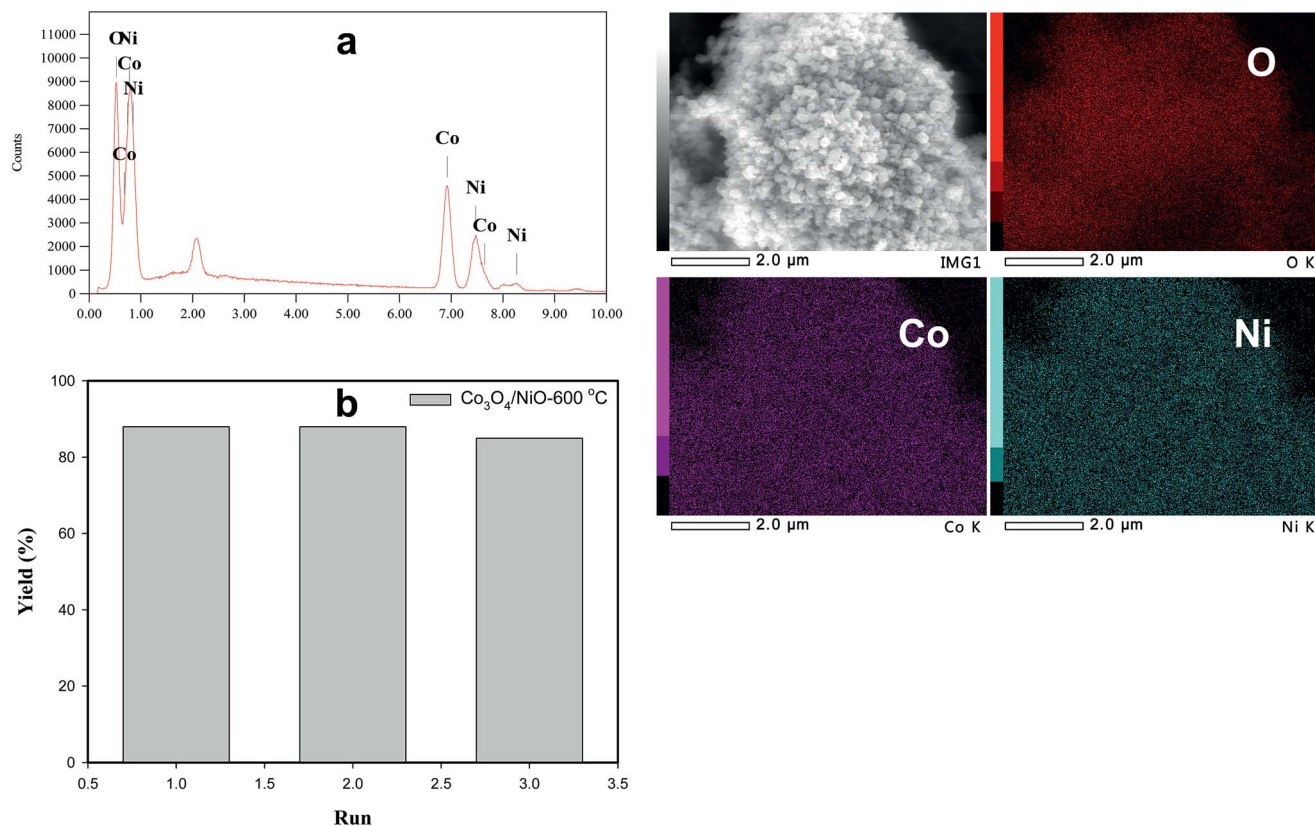 a
11000
10000
9000
8000
7000
6000
5000
4000
3000
2000
1000
0
Counts
O Ni
Co
Ni
Co
Co
Ni
Co
Ni
0.00 1.00 2.00 3.00 4.00 5.00 6.00 7.00 8.00 9.00 10.00
2.0 µm IMG1
O
2.0 µm O K
Co
2.0 µm Co K
Ni
2.0 µm Ni K
b
Co₃O₄/NiO-600 °C
100
80
60
40
20
0
Yield (%)
0.5 1.0 1.5 2.0 2.5 3.0 3.5
Run